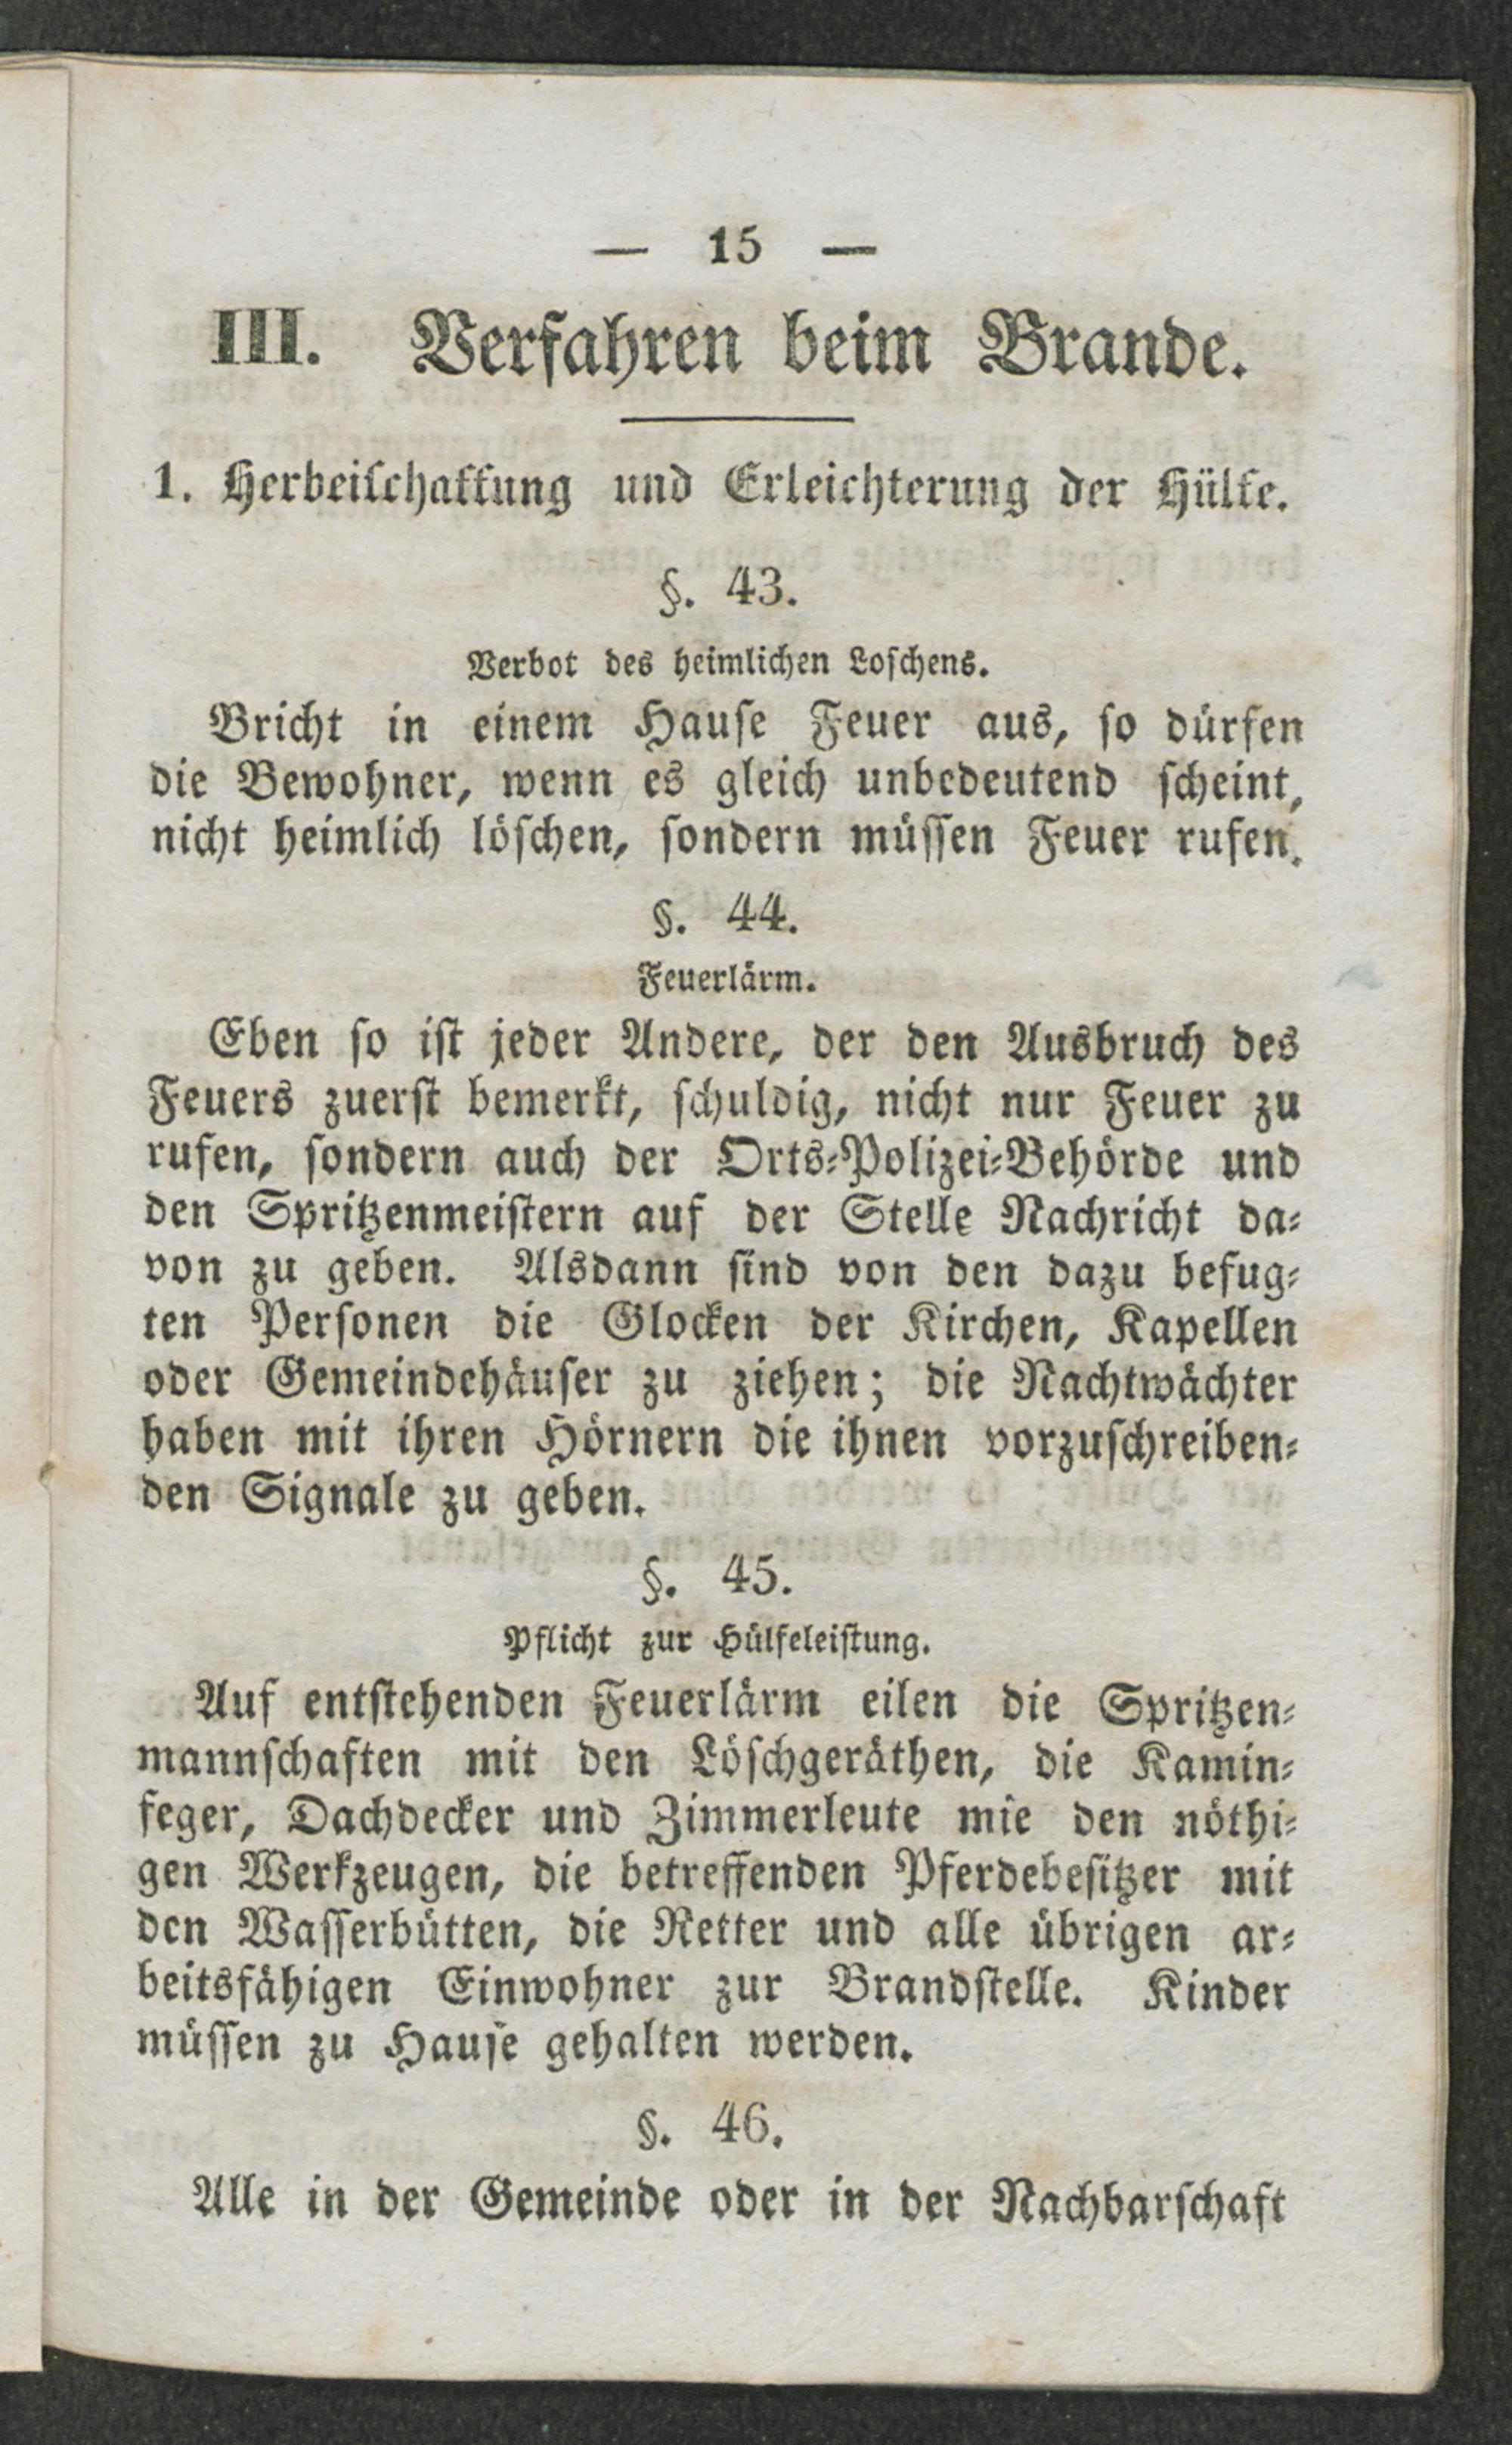 — 15 —
III. Verfahren beim Brande.
1. Herbeischaffung und Erleichterung der Hülfe.
§. 43.
Verbot des heimlichen Loschens.
Bricht in einem Hause Feuer aus, so dürfen
die Bewohner, wenn es gleich unbedeutend scheint,
nicht heimlich löschen, sondern müssen Feuer rufen.
§. 44.
Feuerlärm.
Eben so ist jeder Andere, der den Ausbruch des
Feuers zuerst bemerkt, schuldig, nicht nur Feuer zu
rufen, sondern auch der Orts-Polizei-Behörde und
den Spritzenmeistern auf der Stelle Nachricht da-
von zu geben. Alsdann sind von den dazu befug-
ten Personen die Glocken der Kirchen, Kapellen
oder Gemeindehäuser zu ziehen; die Nachtwächter
haben mit ihren Hörnern die ihnen vorzuschreiben-
den Signale zu geben.
§. 45.
Pflicht zur Hülfeleistung.
Auf entstehenden Feuerlärm eilen die Spritzen-
mannschaften mit den Löschgeräthen, die Kamin-
feger, Dachdecker und Zimmerleute mie den nöthi-
gen Werkzeugen, die betreffenden Pferdebesitzer mit
den Wasserbütten, die Retter und alle übrigen ar-
beitsfähigen Einwohner zur Brandstelle. Kinder
müssen zu Hause gehalten werden.
§. 46.
Alle in der Gemeinde oder in der Nachbarschaft